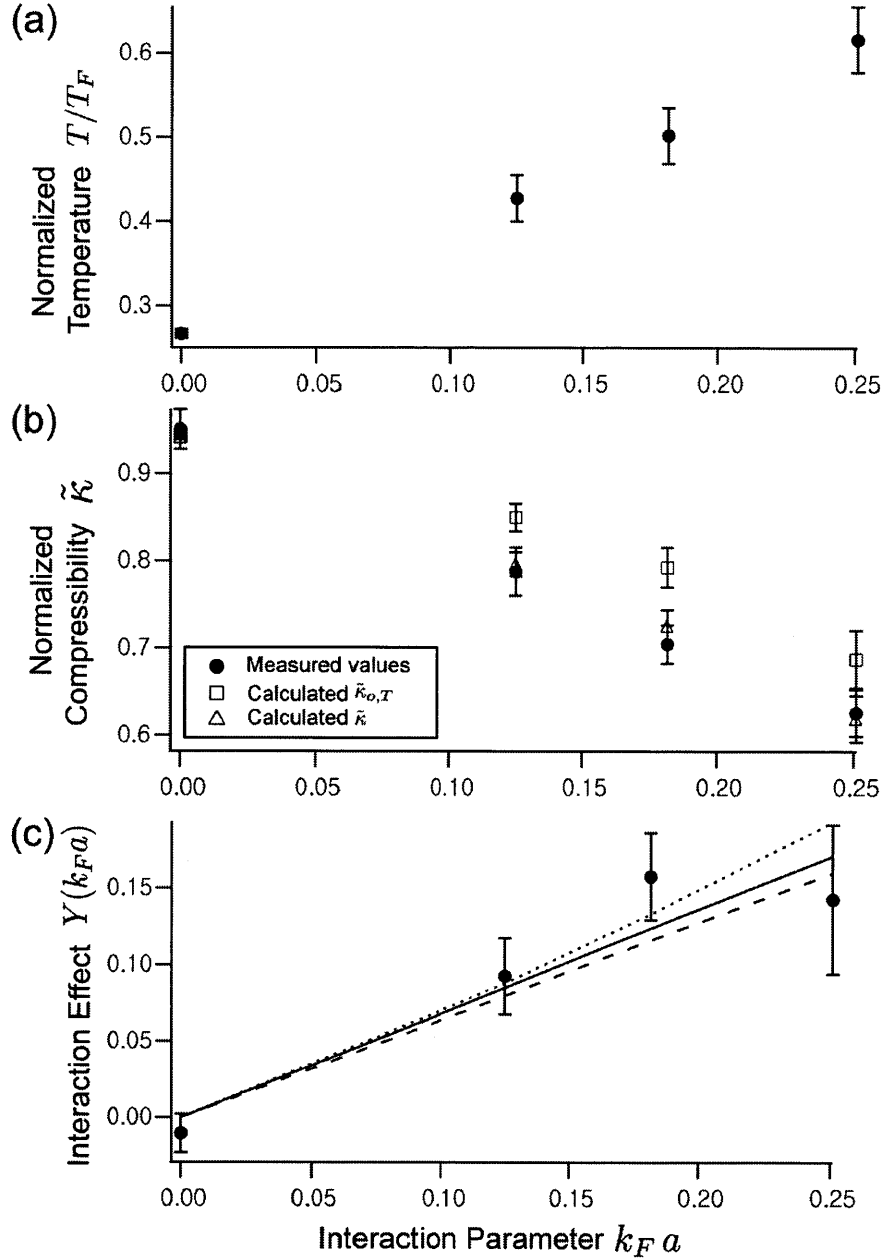 (a)
Normalized
Temperature T/T_F
0.6
0.5
0.4
0.3
0.00 0.05 0.10 0.15 0.20 0.25
(b)
Normalized
Compressibility κ̃
0.9
0.8
0.7
0.6
Measured values
Calculated κ̃_{o,T}
Calculated κ̃
0.00 0.05 0.10 0.15 0.20 0.25
(c)
Interaction Effect Y(k_F a)
0.15
0.10
0.05
0.00
0.00 0.05 0.10 0.15 0.20 0.25
Interaction Parameter k_F a